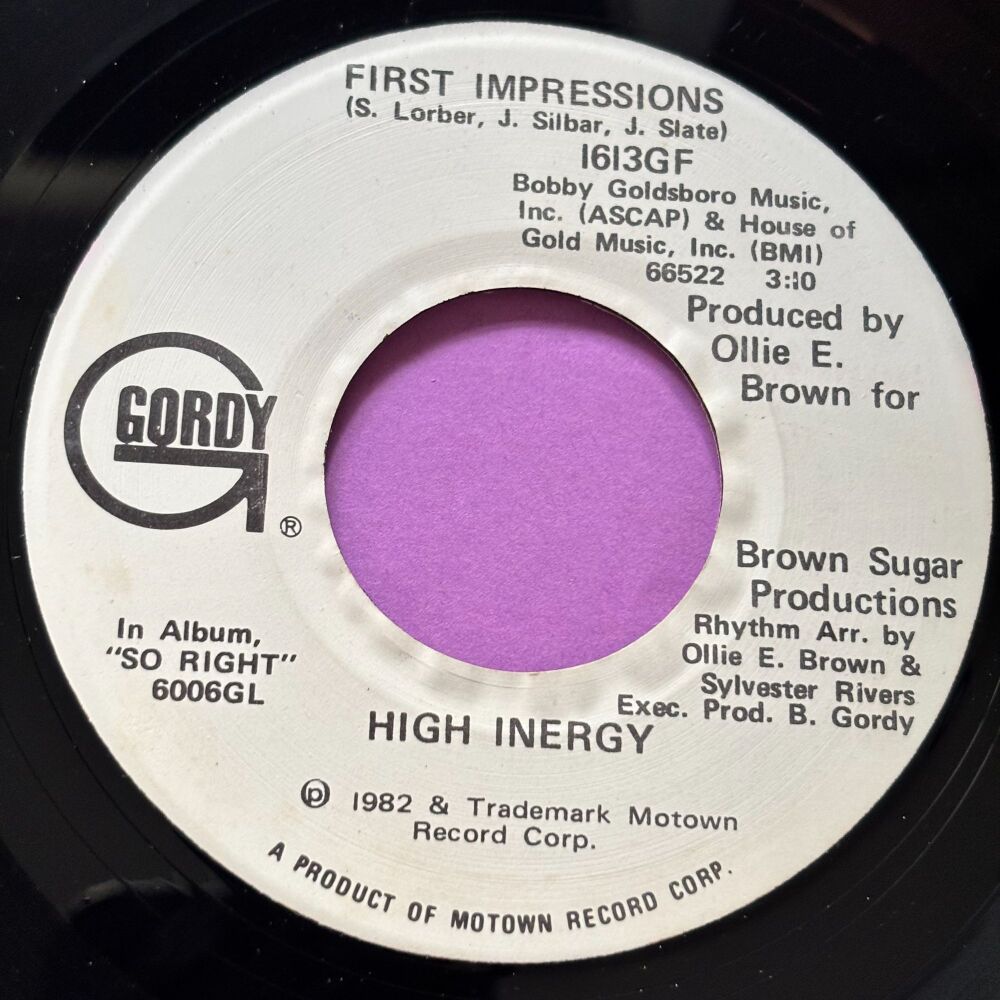 FIRST IMPRESSIONS
(S. Lorber, J. Silbar, J. Slate)
1613GF
Bobby Goldsboro Music,
Inc. (ASCAP) & House of
Gold Music, Inc. (BMI)
66522 3:10
Produced by
Ollie E.
Brown for
GORDY
®
Brown Sugar
Productions
Rhythm Arr. by
Ollie E. Brown &
Sylvester Rivers
Exec. Prod. B. Gordy
In Album,
"SO RIGHT"
6006GL
HIGH INERGY
℗ 1982 & Trademark Motown
Record Corp.
A PRODUCT OF MOTOWN RECORD CORP.